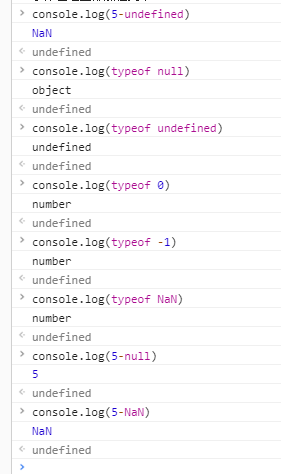 console.log(5-undefined)
NaN
undefined
console.log(typeof null)
object
undefined
console.log(typeof undefined)
undefined
undefined
console.log(typeof 0)
number
undefined
console.log(typeof -1)
number
undefined
console.log(typeof NaN)
number
undefined
console.log(5-null)
5
undefined
console.log(5-NaN)
NaN
undefined